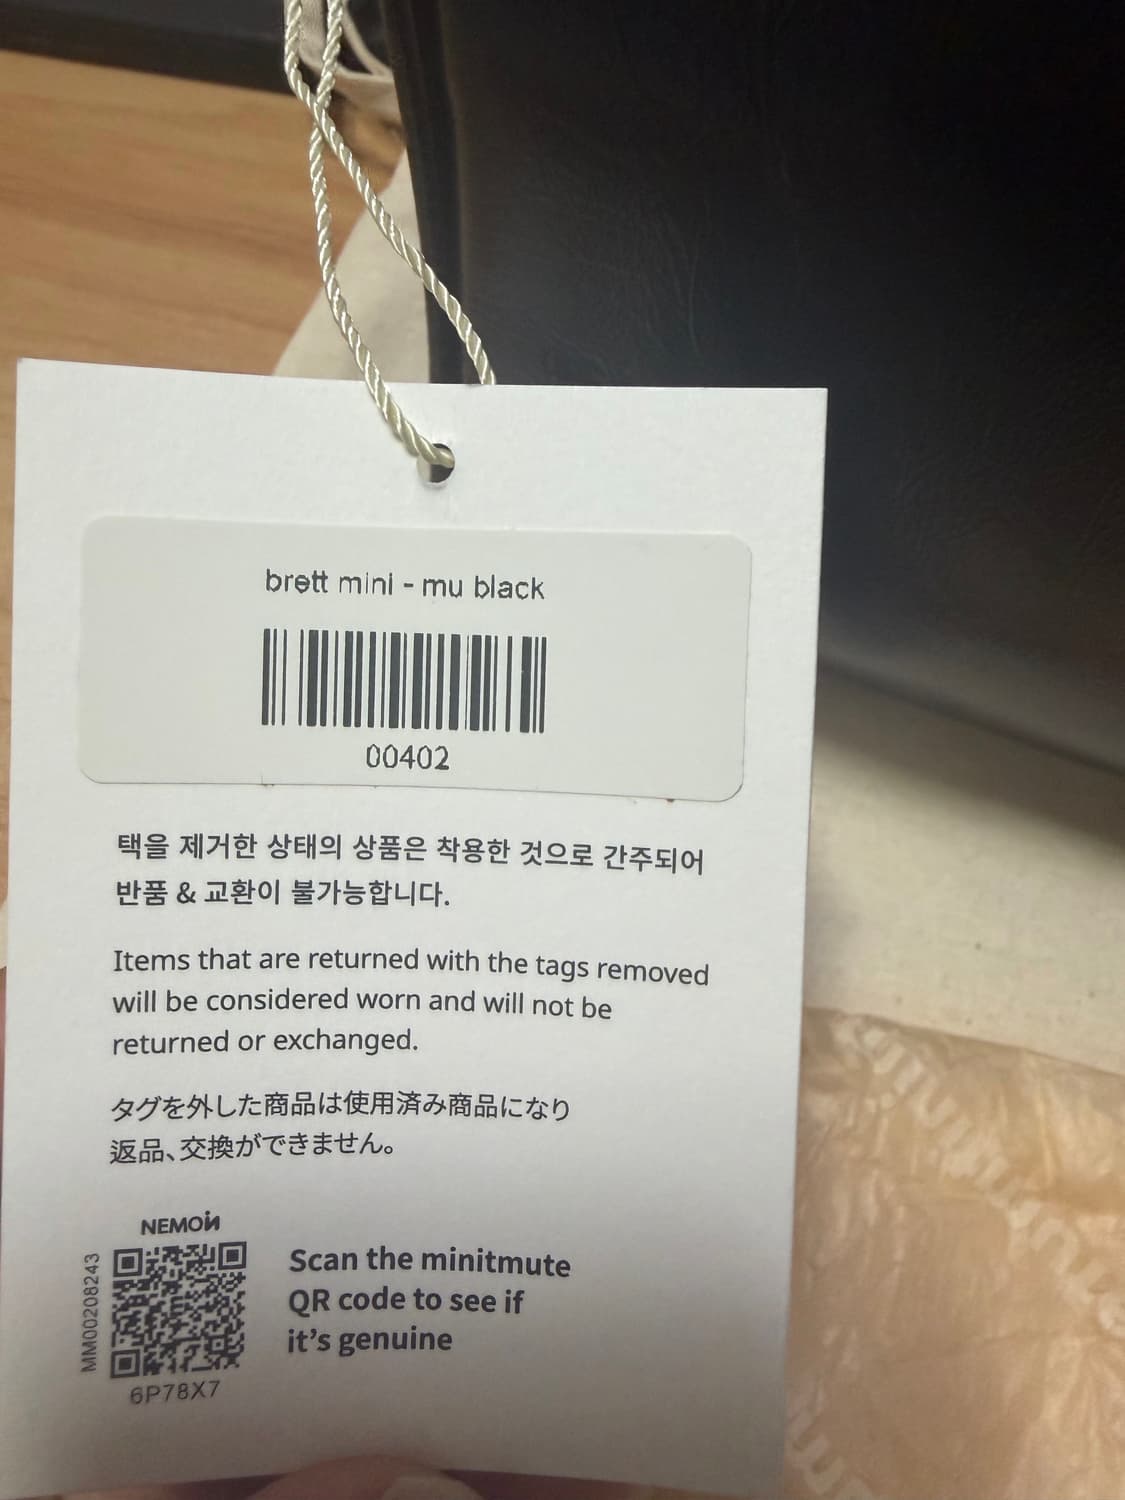 brett mini - mu black
00402
택을 제거한 상태의 상품은 착용한 것으로 간주되어
반품 & 교환이 불가능합니다.
Items that are returned with the tags removed
will be considered worn and will not be
returned or exchanged.
タグを外した商品は使用済み商品になり
返品、交換ができません。
NEMOИ
MM00208243
6P78X7
Scan the minitmute
QR code to see if
it's genuine